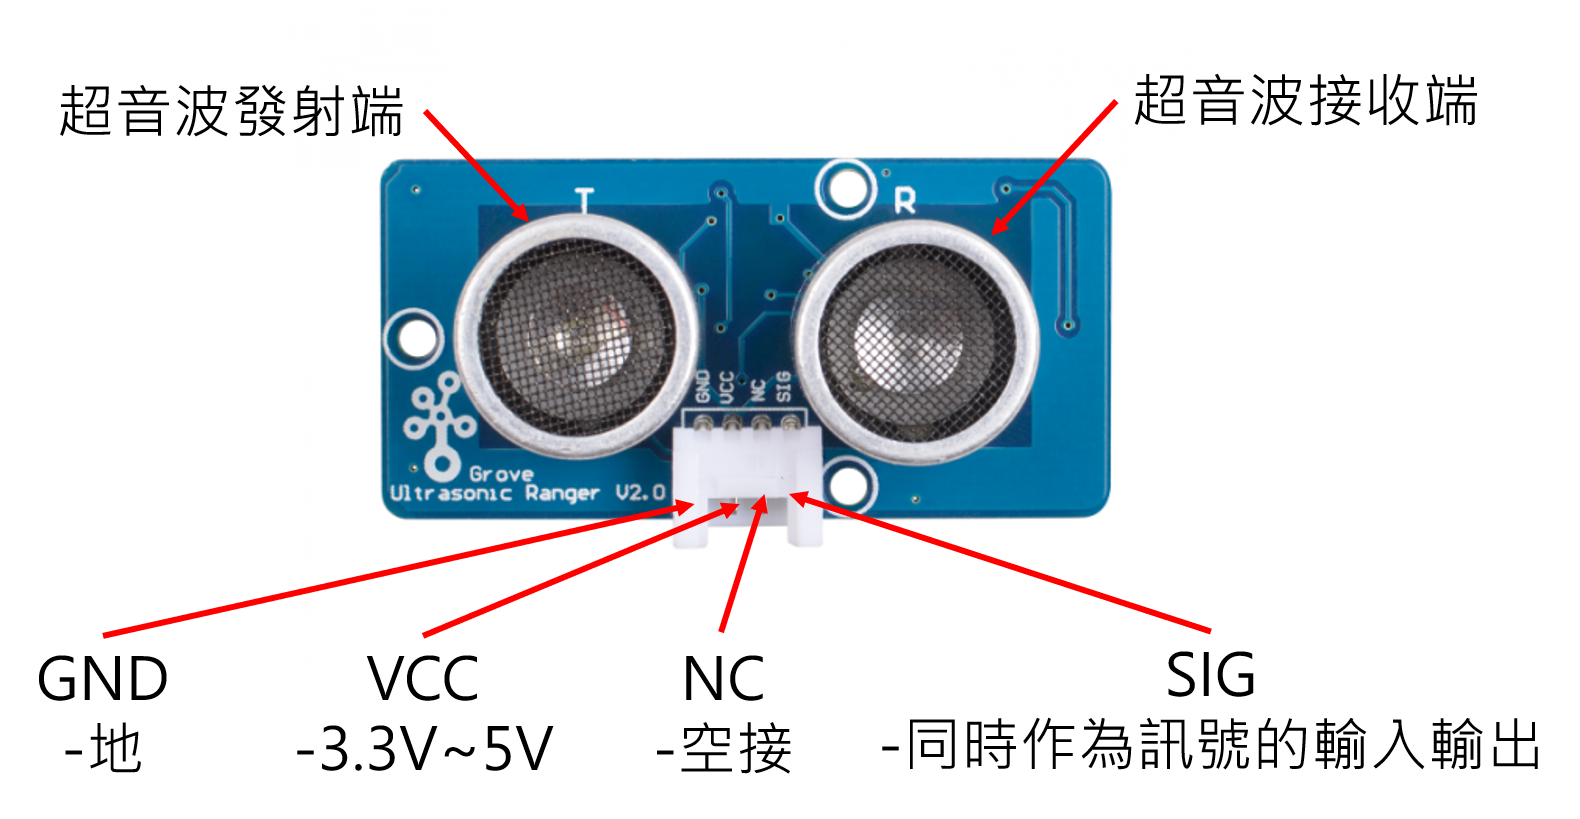 超音波發射端
超音波接收端
T
R
GND
VCC
NC
SIG
Grove
Ultrasonic Ranger V2.0
GND
-地
VCC
-3.3V~5V
NC
-空接
SIG
-同時作為訊號的輸入輸出